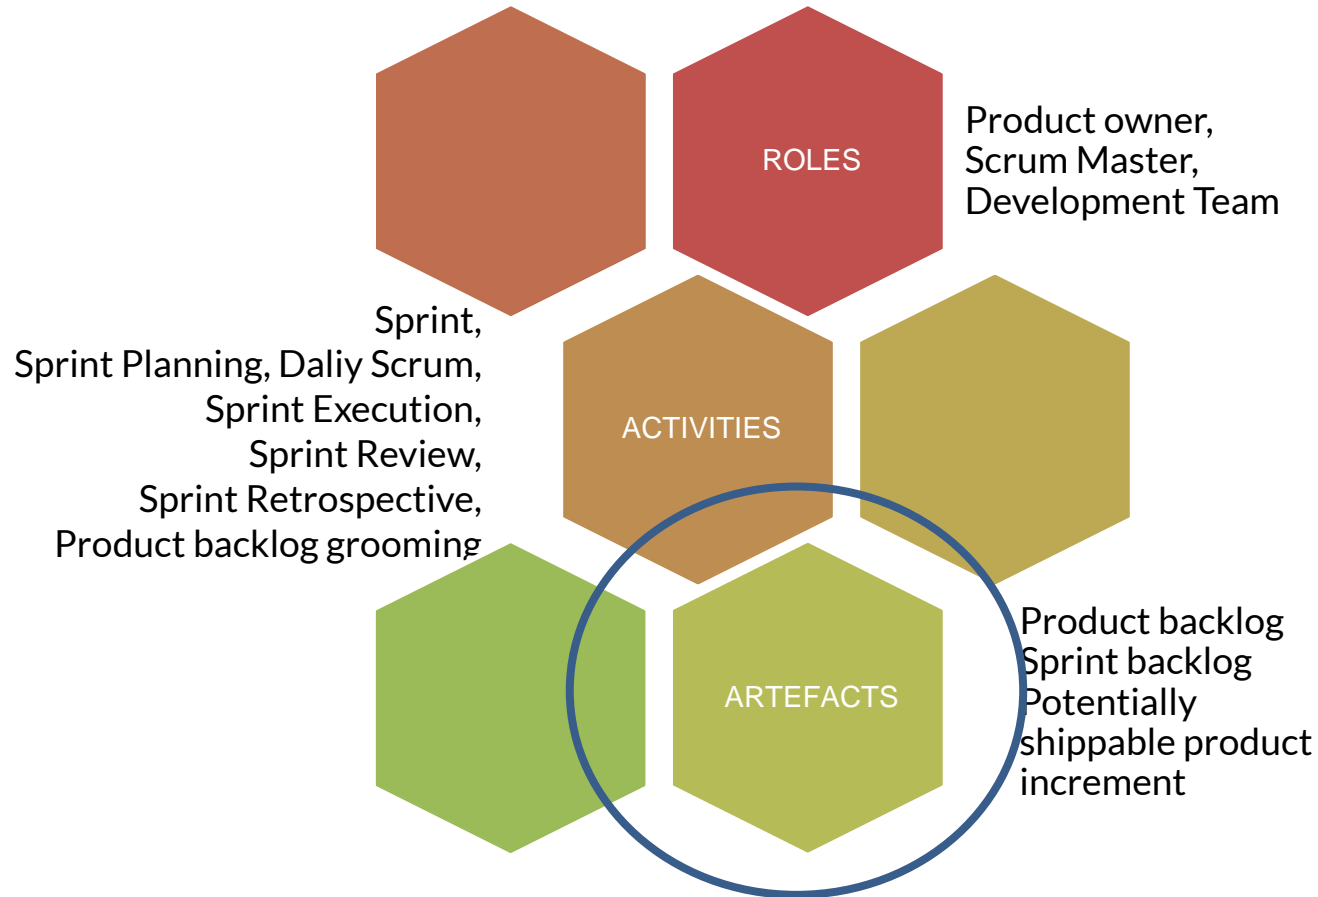 ROLES
Product owner,
Scrum Master,
Development Team
Sprint,
Sprint Planning, Daliy Scrum,
Sprint Execution,
Sprint Review,
Sprint Retrospective,
Product backlog grooming
ACTIVITIES
ARTEFACTS
Product backlog
Sprint backlog
Potentially
shippable product
increment